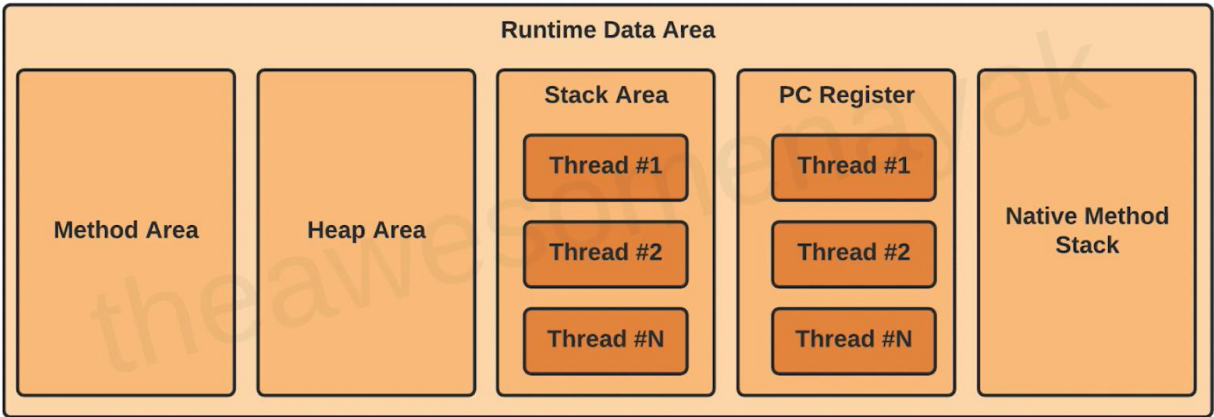 Runtime Data Area
Method Area
Heap Area
Stack Area
Thread #1
Thread #2
Thread #N
PC Register
Thread #1
Thread #2
Thread #N
Native Method
Stack
theawesomenayak